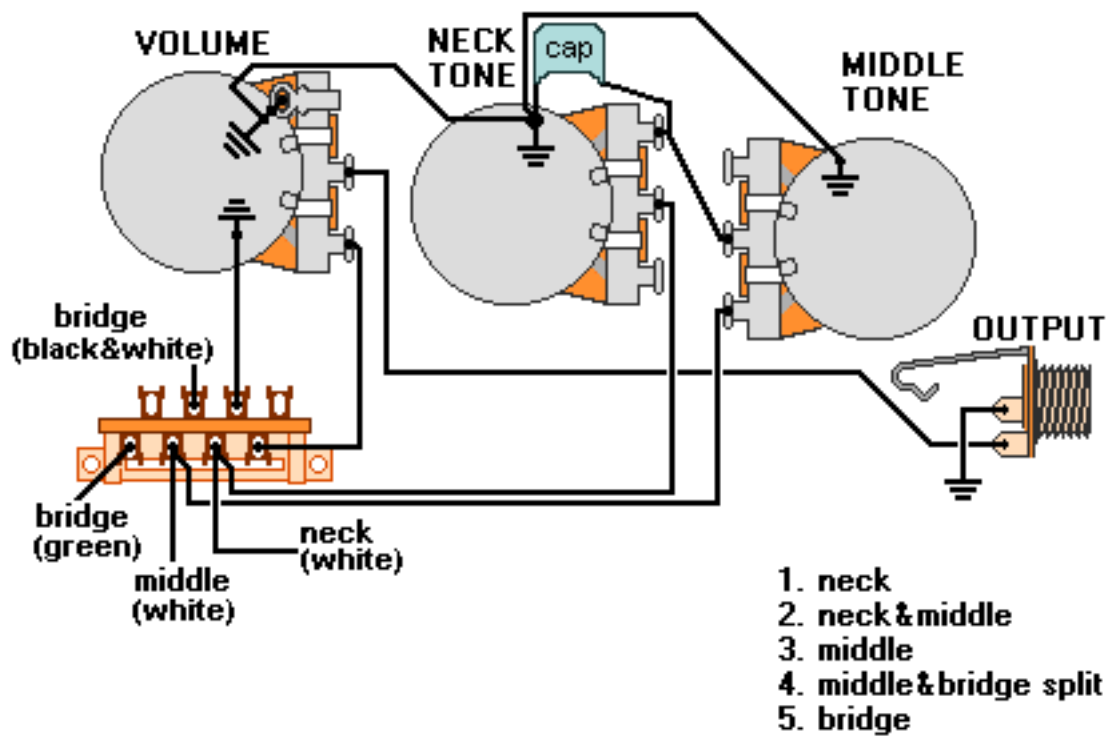 VOLUME
NECK
TONE
cap
MIDDLE
TONE
bridge
(black&white)
OUTPUT
bridge
(green)
neck
(white)
middle
(white)
1. neck
2. neck&middle
3. middle
4. middle&bridge split
5. bridge